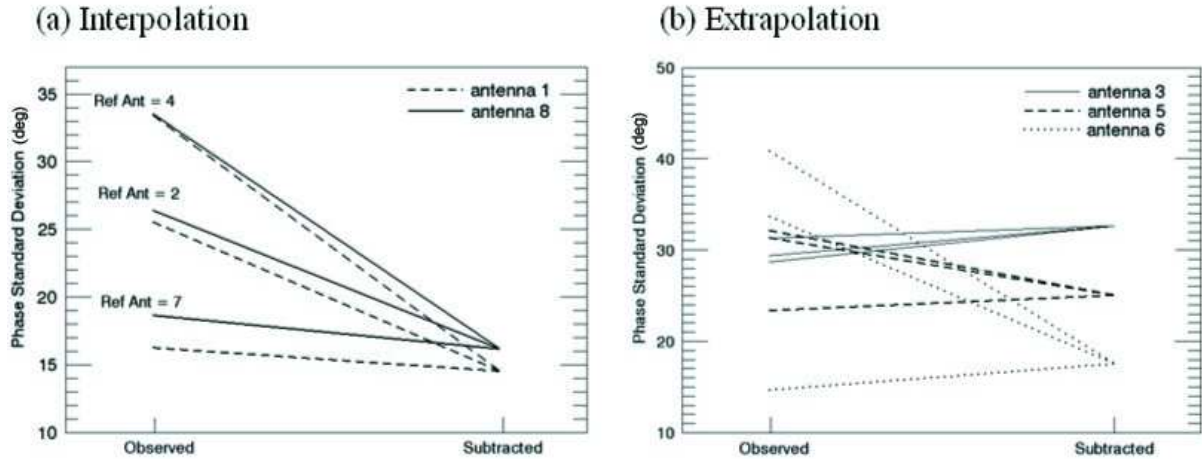 (a) Interpolation
Phase Standard Deviation (deg)
35
30
25
20
15
10
Ref Ant = 4
Ref Ant = 2
Ref Ant = 7
antenna 1
antenna 8
Observed
Subtracted
(b) Extrapolation
Phase Standard Deviation (deg)
50
40
30
20
10
antenna 3
antenna 5
antenna 6
Observed
Subtracted